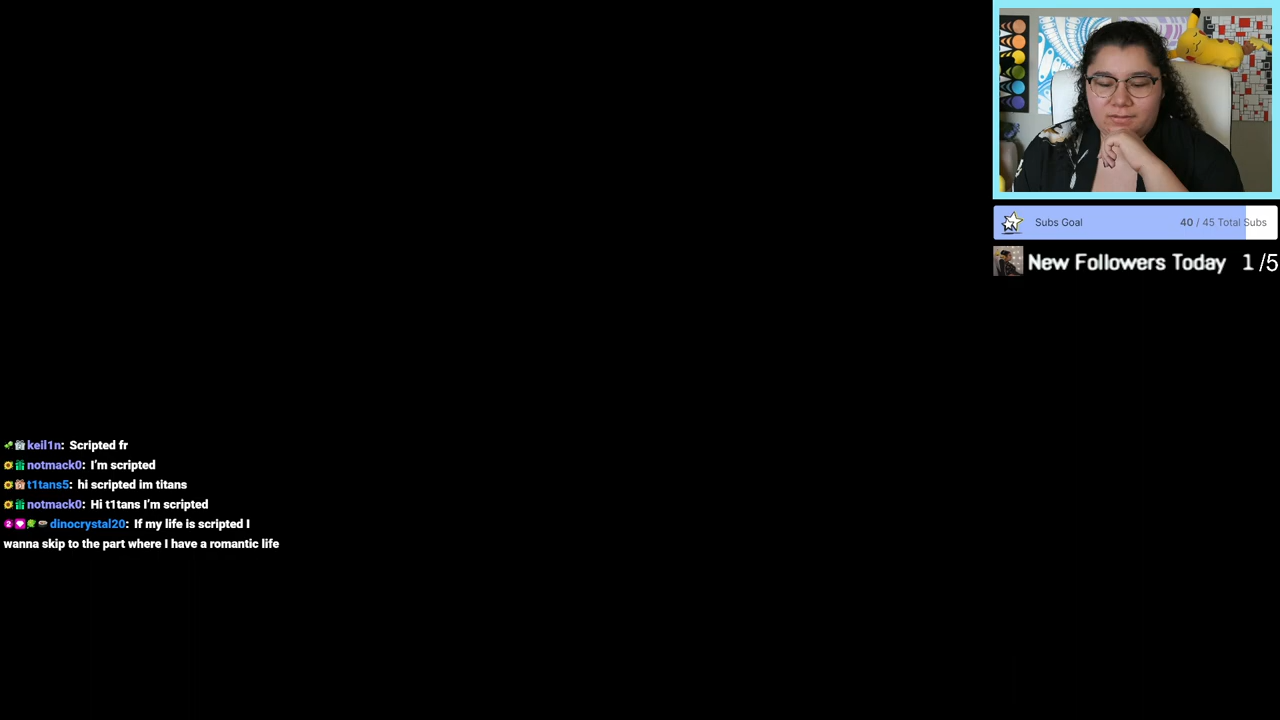 Subs Goal 40 / 45 Total Subs
New Followers Today 1 /5
keil1n: Scripted fr
notmack0: I'm scripted
t1tans5: hi scripted im titans
notmack0: Hi t1tans I'm scripted
dinocrystal20: If my life is scripted I
wanna skip to the part where I have a romantic life